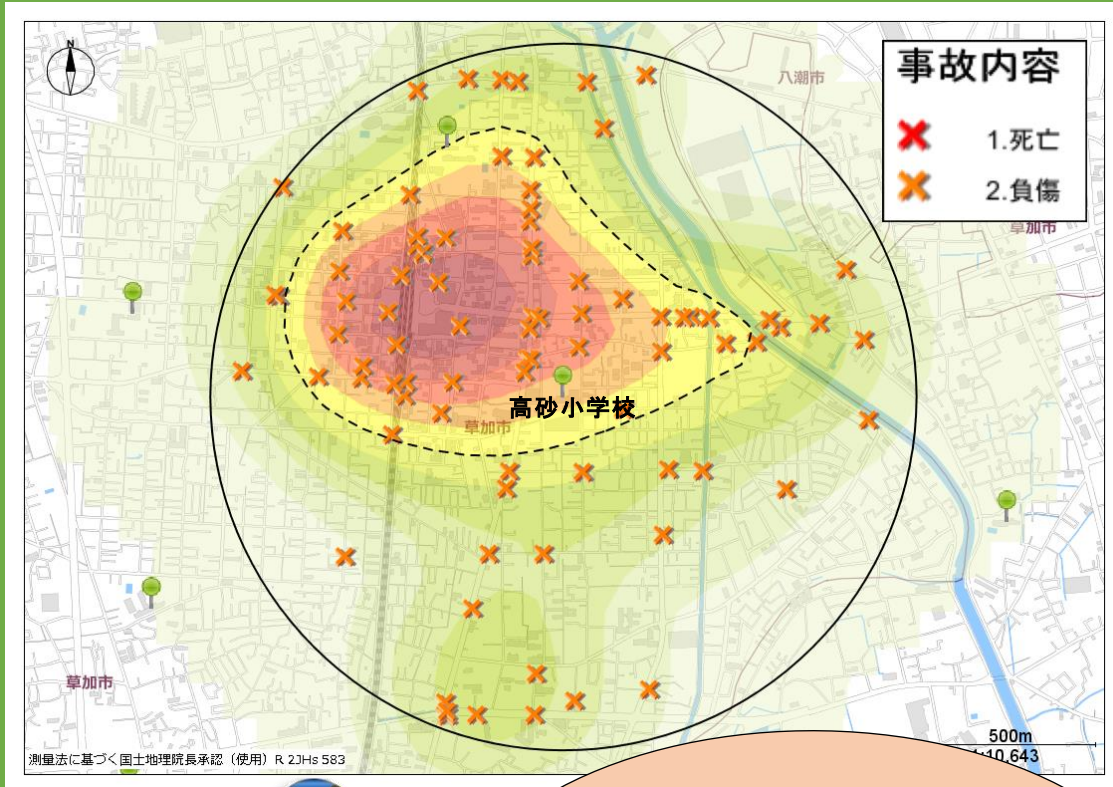 N
八潮市
事故内容
1.死亡
2.負傷
草加市
高砂小学校
草加市
草加市
500m
10,643
測量法に基づく国土地理院長承認（使用）R 2JHs 583